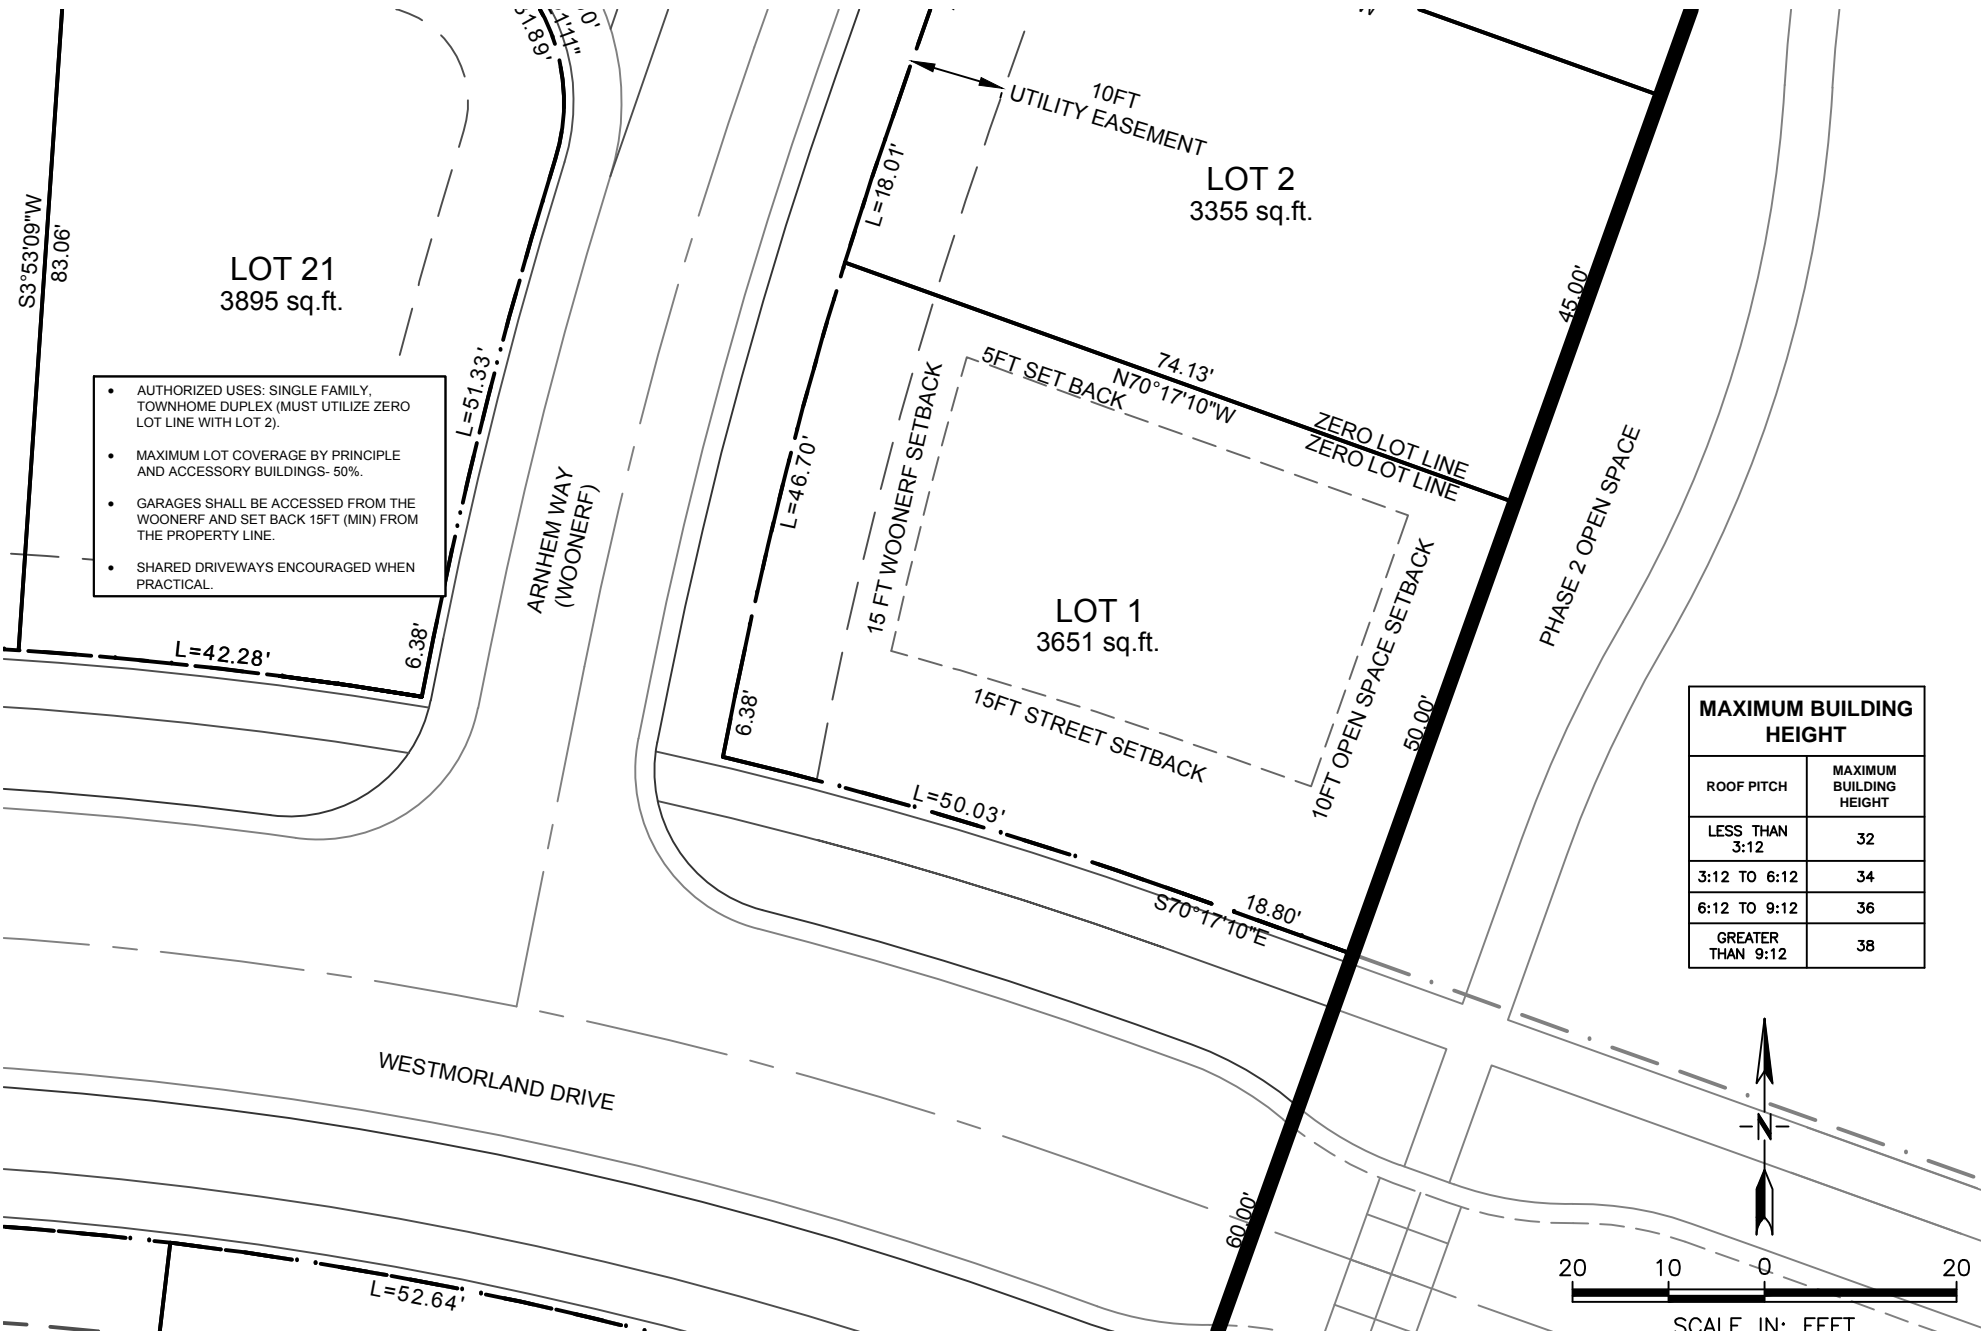 10FT
UTILITY EASEMENT
LOT 2
3355 sq.ft.
L=18.01'
S3°53'09"W
83.06'
LOT 21
3895 sq.ft.
45.00'
L=51.33'
• AUTHORIZED USES: SINGLE FAMILY,
TOWNHOME DUPLEX (MUST UTILIZE ZERO
LOT LINE WITH LOT 2).
• MAXIMUM LOT COVERAGE BY PRINCIPLE
AND ACCESSORY BUILDINGS- 50%.
• GARAGES SHALL BE ACCESSED FROM THE
WOONERF AND SET BACK 15FT (MIN) FROM
THE PROPERTY LINE.
• SHARED DRIVEWAYS ENCOURAGED WHEN
PRACTICAL.
ARNHEM WAY
(WOONERF)
L=46.70'
15 FT WOONERF SETBACK
5FT SET BACK
74.13'
N70°17'10"W
ZERO LOT LINE
ZERO LOT LINE
PHASE 2 OPEN SPACE
LOT 1
3651 sq.ft.
10FT OPEN SPACE SETBACK
50.00'
L=42.28'
6.38'
6.38'
15FT STREET SETBACK
L=50.03'
18.80'
S70°17'10"E
MAXIMUM BUILDING
HEIGHT
ROOF PITCH
MAXIMUM
BUILDING
HEIGHT
LESS THAN
3:12
32
3:12 TO 6:12
34
6:12 TO 9:12
36
GREATER
THAN 9:12
38
WESTMORLAND DRIVE
N
60.00'
L=52.64'
20 10 0 20
SCALE IN: FEET